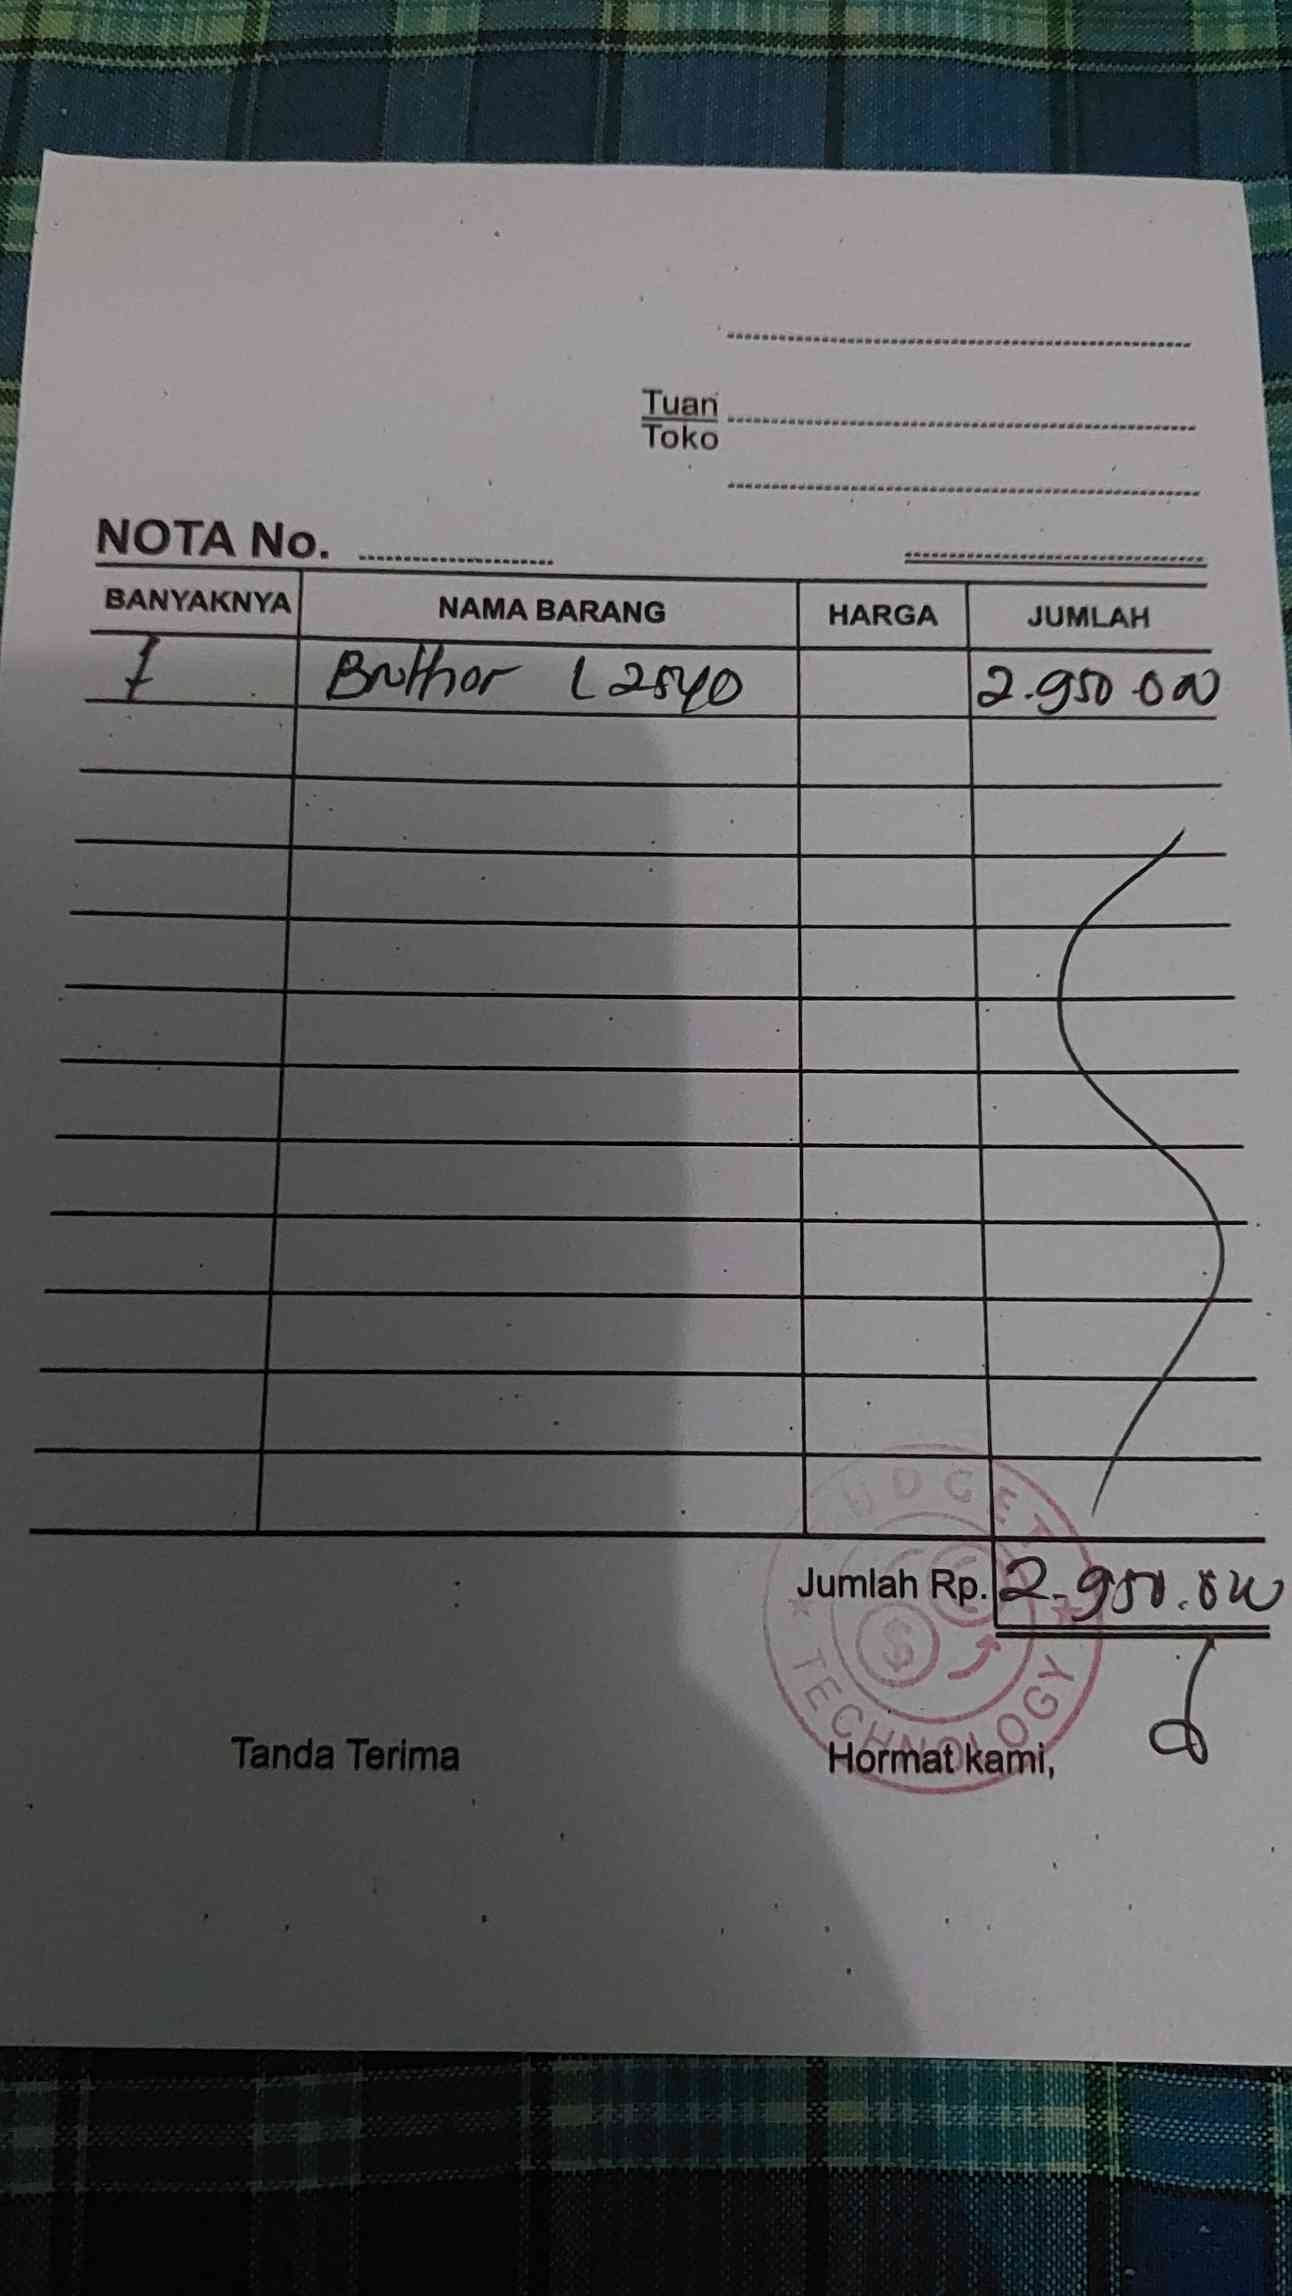 Tuan
Toko
NOTA No.
BANYAKNYA NAMA BARANG HARGA JUMLAH
1 Brother L2540 2.950.000
Jumlah Rp. 2.950.000
BUDGET
$
TECHNOLOGY
Tanda Terima Hormat kami,